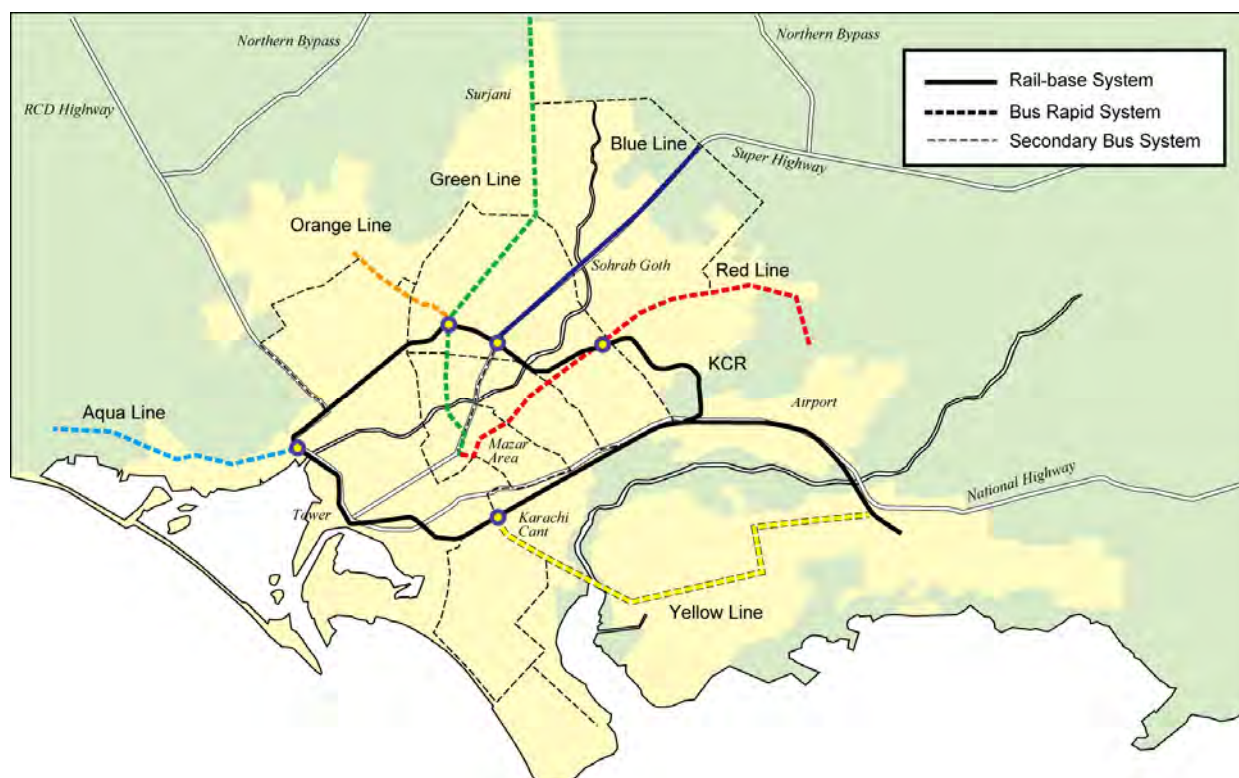 Northern Bypass
Northern Bypass
RCD Highway
Surjani
Rail-base System
Bus Rapid System
Secondary Bus System
Blue Line
Super Highway
Green Line
Orange Line
Sohrab Goth
Red Line
KCR
Aqua Line
Airport
Mazar
Area
National Highway
Tower
Karachi
Cant
Yellow Line